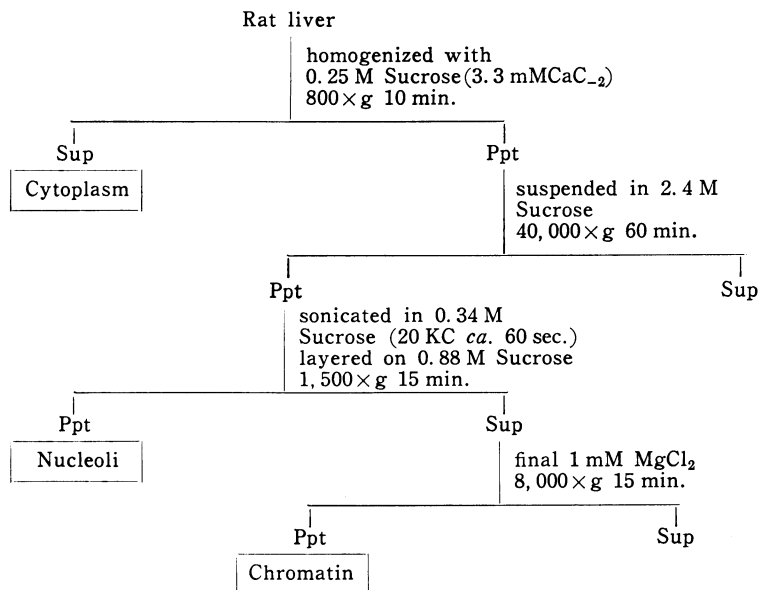 Rat liver
homogenized with
0.25 M Sucrose (3.3 mMCaC₋₂)
800×g 10 min.
Sup
Ppt
Cytoplasm
suspended in 2.4 M
Sucrose
40,000×g 60 min.
Ppt
Sup
sonicated in 0.34 M
Sucrose (20 KC ca. 60 sec.)
layered on 0.88 M Sucrose
1,500×g 15 min.
Ppt
Sup
Nucleoli
final 1 mM MgCl₂
8,000×g 15 min.
Ppt
Sup
Chromatin